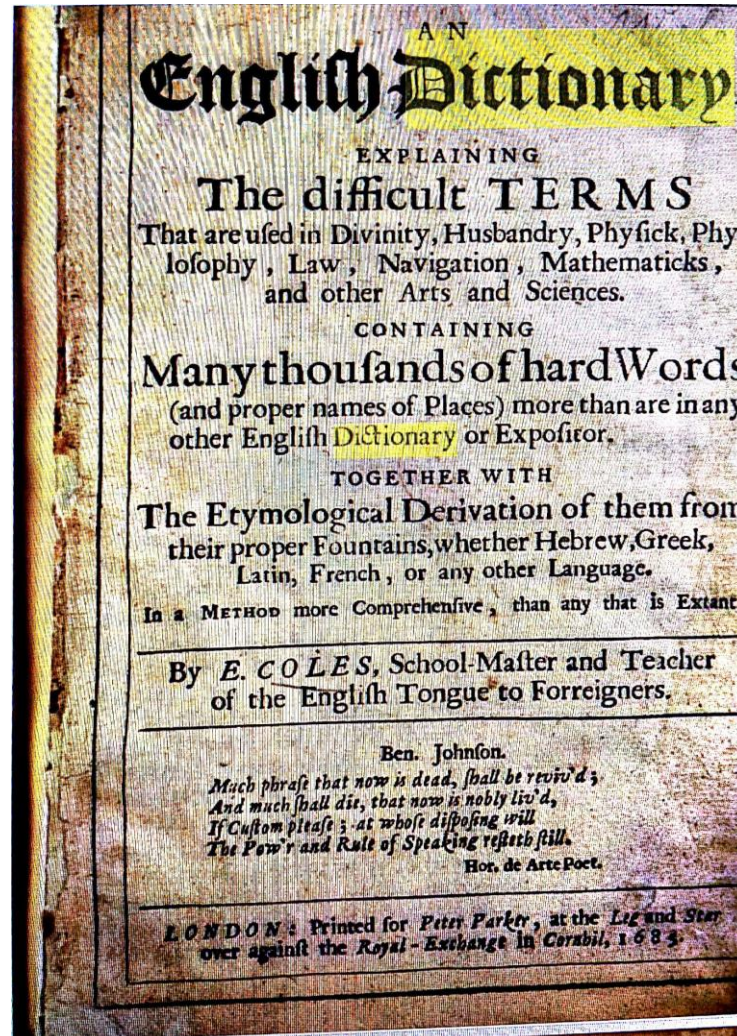 AN
Engliſh Dictionary
EXPLAINING
The difficult TERMS
That are uſed in Divinity, Husbandry, Phyſick, Phy
loſophy, Law, Navigation, Mathematicks,
and other Arts and Sciences.
CONTAINING
Many thouſands of hard Words
(and proper names of Places) more than are in any
other Engliſh Dictionary or Expoſitor.
TOGETHER WITH
The Etymological Derivation of them from
their proper Fountains, whether Hebrew, Greek,
Latin, French, or any other Language.
In a METHOD more Comprehenſive, than any that is Extant
By E. COLES, School-Maſter and Teacher
of the Engliſh Tongue to Forreigners.
Ben. Johnſon.
Much phraſe that now is dead, ſhall be reviv'd;
And much ſhall die, that now is nobly liv'd,
If Cuſtom pleaſe; at whoſe diſpoſing will
The Pow'r and Rule of Speaking reſteth ſtill.
Hor. de Arte Poet.
LONDON: Printed for Peter Parker, at the Leg and Star
over againſt the Royal-Exchange in Cornhil, 1685.